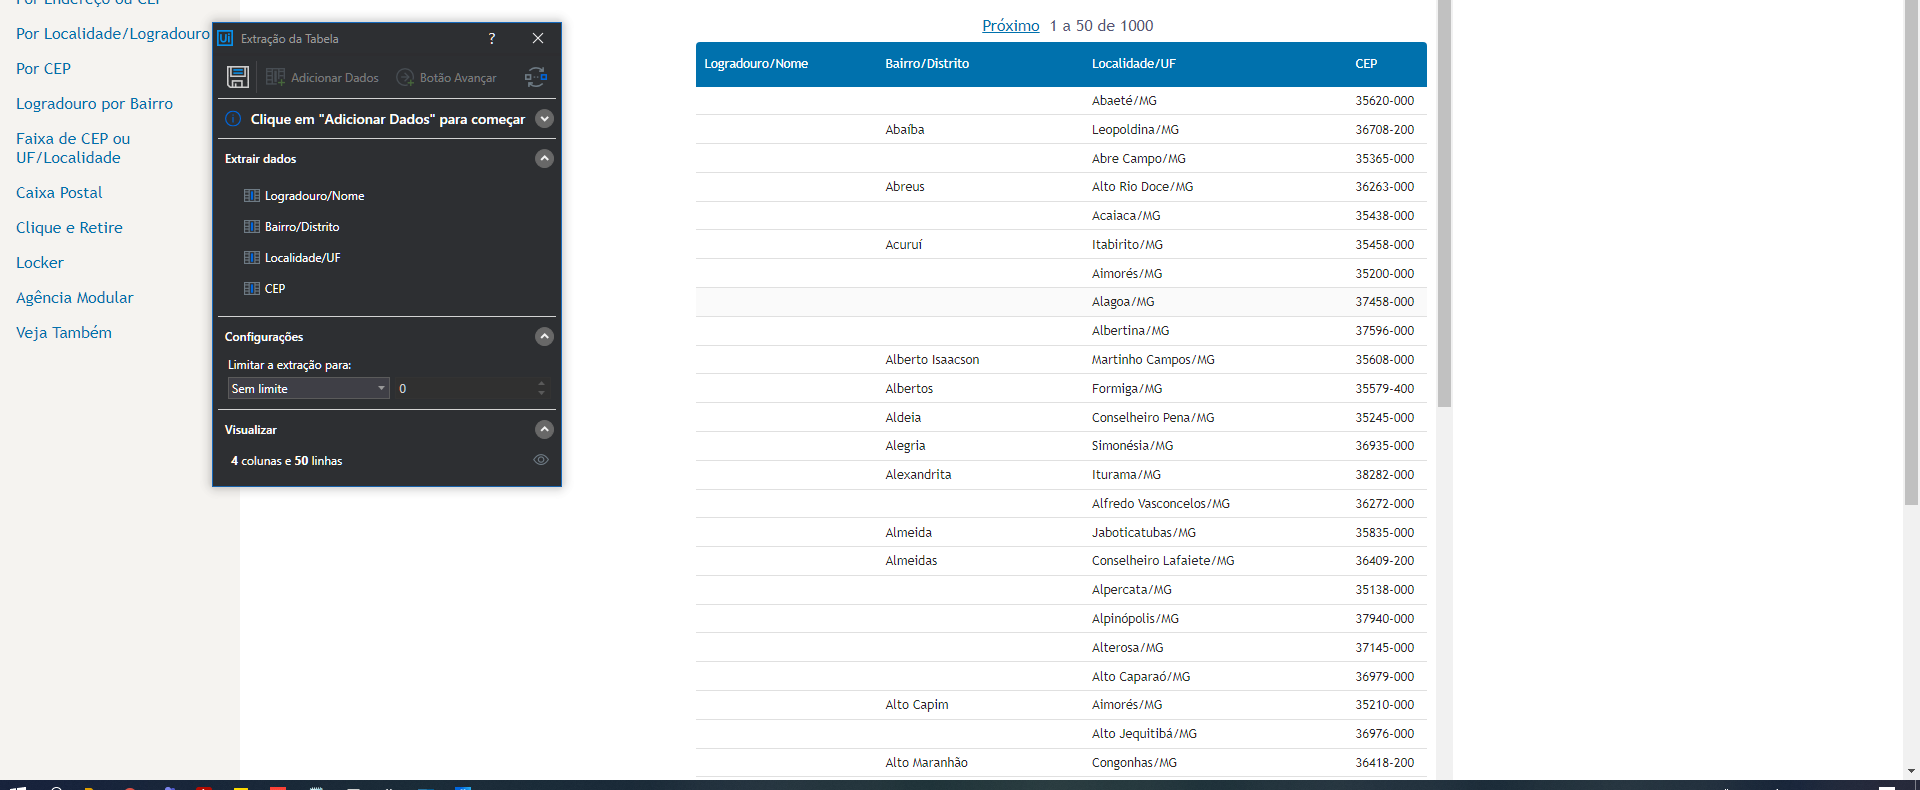 Por Localidade/Logradouro
Por CEP
Logradouro por Bairro
Faixa de CEP ou
UF/Localidade
Caixa Postal
Clique e Retire
Locker
Agência Modular
Veja Também
Ui Extração da Tabela ?
Adicionar Dados Botão Avançar
Clique em "Adicionar Dados" para começar
Extrair dados
Logradouro/Nome
Bairro/Distrito
Localidade/UF
CEP
Configurações
Limitar a extração para:
Sem limite 0
Visualizar
4 colunas e 50 linhas
Próximo 1 a 50 de 1000
Logradouro/Nome Bairro/Distrito Localidade/UF CEP
Abaeté/MG 35620-000
Abaíba Leopoldina/MG 36708-200
Abre Campo/MG 35365-000
Abreus Alto Rio Doce/MG 36263-000
Acaiaca/MG 35438-000
Acuruí Itabirito/MG 35458-000
Aimorés/MG 35200-000
Alagoa/MG 37458-000
Albertina/MG 37596-000
Alberto Isaacson Martinho Campos/MG 35608-000
Albertos Formiga/MG 35579-400
Aldeia Conselheiro Pena/MG 35245-000
Alegria Simonésia/MG 36935-000
Alexandrita Iturama/MG 38282-000
Alfredo Vasconcelos/MG 36272-000
Almeida Jaboticatubas/MG 35835-000
Almeidas Conselheiro Lafaiete/MG 36409-200
Alpercata/MG 35138-000
Alpinópolis/MG 37940-000
Alterosa/MG 37145-000
Alto Caparaó/MG 36979-000
Alto Capim Aimorés/MG 35210-000
Alto Jequitibá/MG 36976-000
Alto Maranhão Congonhas/MG 36418-200